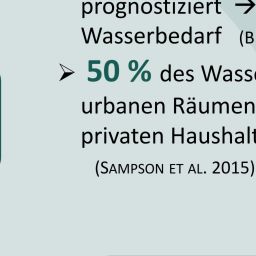 prognostiziert →
Wasserbedarf (B
➢ 50 % des Wasse
urbanen Räumen
privaten Haushalt
(SAMPSON ET AL. 2015)